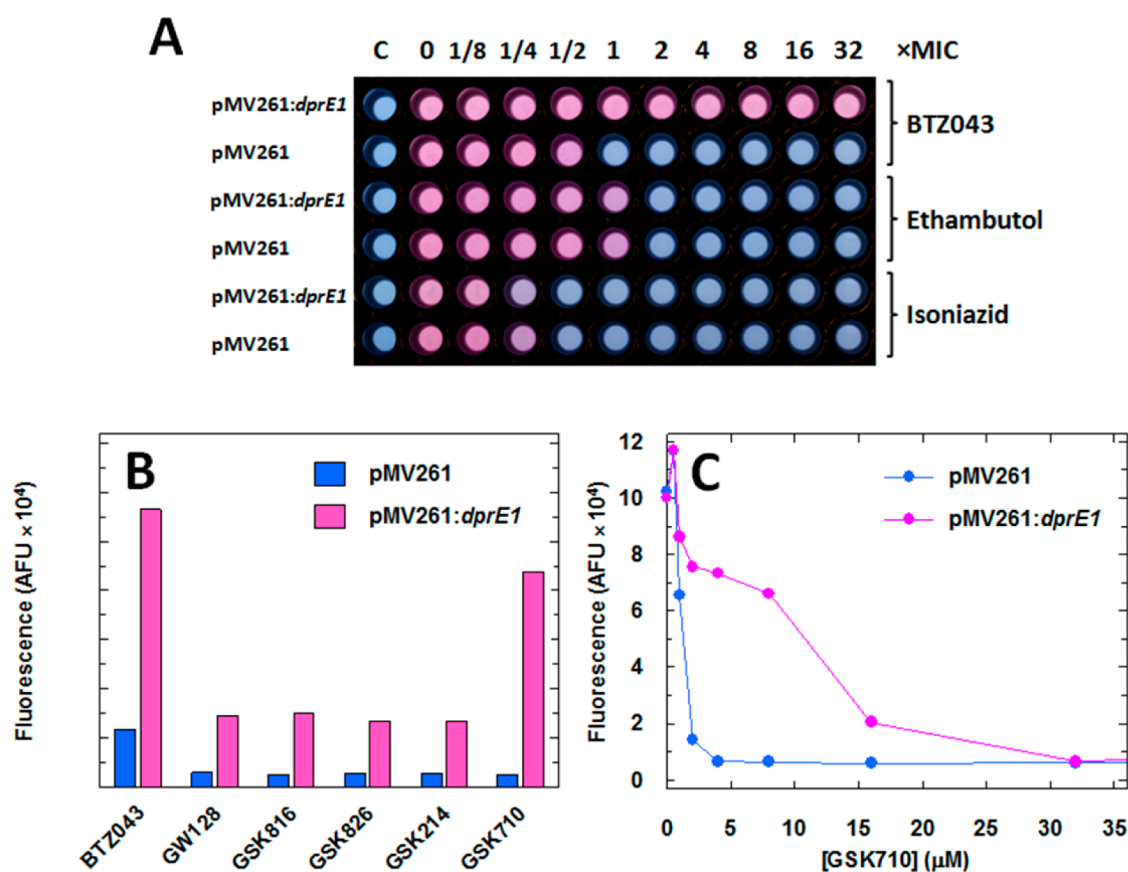 A
C 0 1/8 1/4 1/2 1 2 4 8 16 32 ×MIC
pMV261:dprE1
pMV261
BTZ043
pMV261:dprE1
pMV261
Ethambutol
pMV261:dprE1
pMV261
Isoniazid
B
Fluorescence (AFU × 10⁴)
pMV261
pMV261:dprE1
BTZ043 GW128 GSK816 GSK826 GSK214 GSK710
C
Fluorescence (AFU × 10⁴)
12
10
8
6
4
2
0
pMV261
pMV261:dprE1
0 5 10 15 20 25 30 35
[GSK710] (μM)